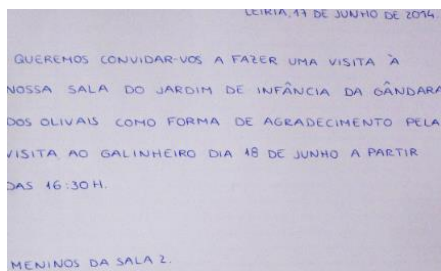 LEIRIA, 17 DE JUNHO DE 2014.
QUEREMOS CONVIDAR-VOS A FAZER UMA VISITA À
NOSSA SALA DO JARDIM DE INFÂNCIA DA GÂNDARA
DOS OLIVAIS COMO FORMA DE AGRADECIMENTO PELA
VISITA AO GALINHEIRO DIA 18 DE JUNHO A PARTIR
DAS 16:30H.
MENINOS DA SALA 2.